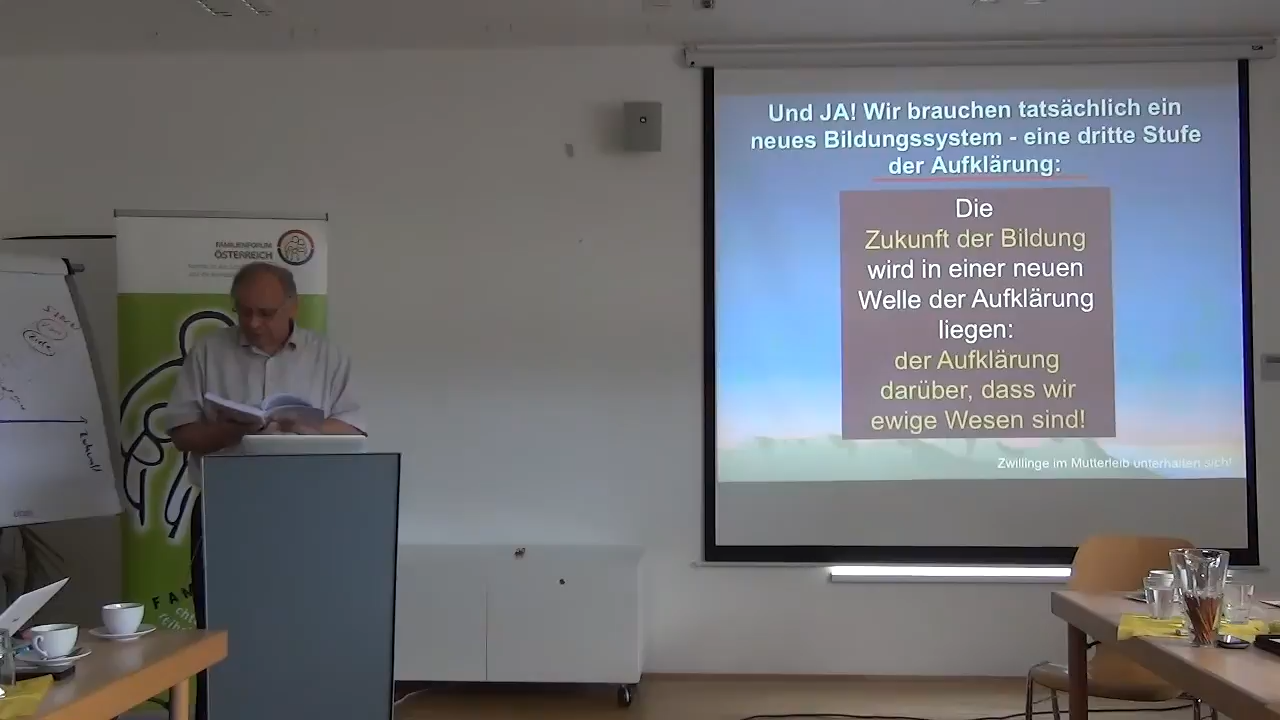 Und JA! Wir brauchen tatsächlich ein
neues Bildungssystem - eine dritte Stufe
der Aufklärung:
Die
Zukunft der Bildung
wird in einer neuen
Welle der Aufklärung
liegen:
der Aufklärung
darüber, dass wir
ewige Wesen sind!
Zwillinge im Mutterleib unterhalten sich!
FAMILIENFORUM
ÖSTERREICH
Zukunft
FAM